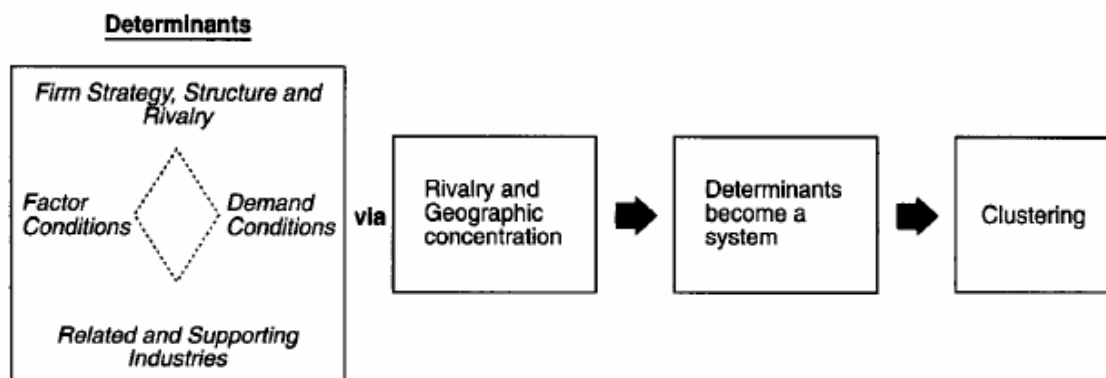 Determinants
Firm Strategy, Structure and
Rivalry
Factor
Conditions
Demand
Conditions
Related and Supporting
Industries
via
Rivalry and
Geographic
concentration
Determinants
become a
system
Clustering